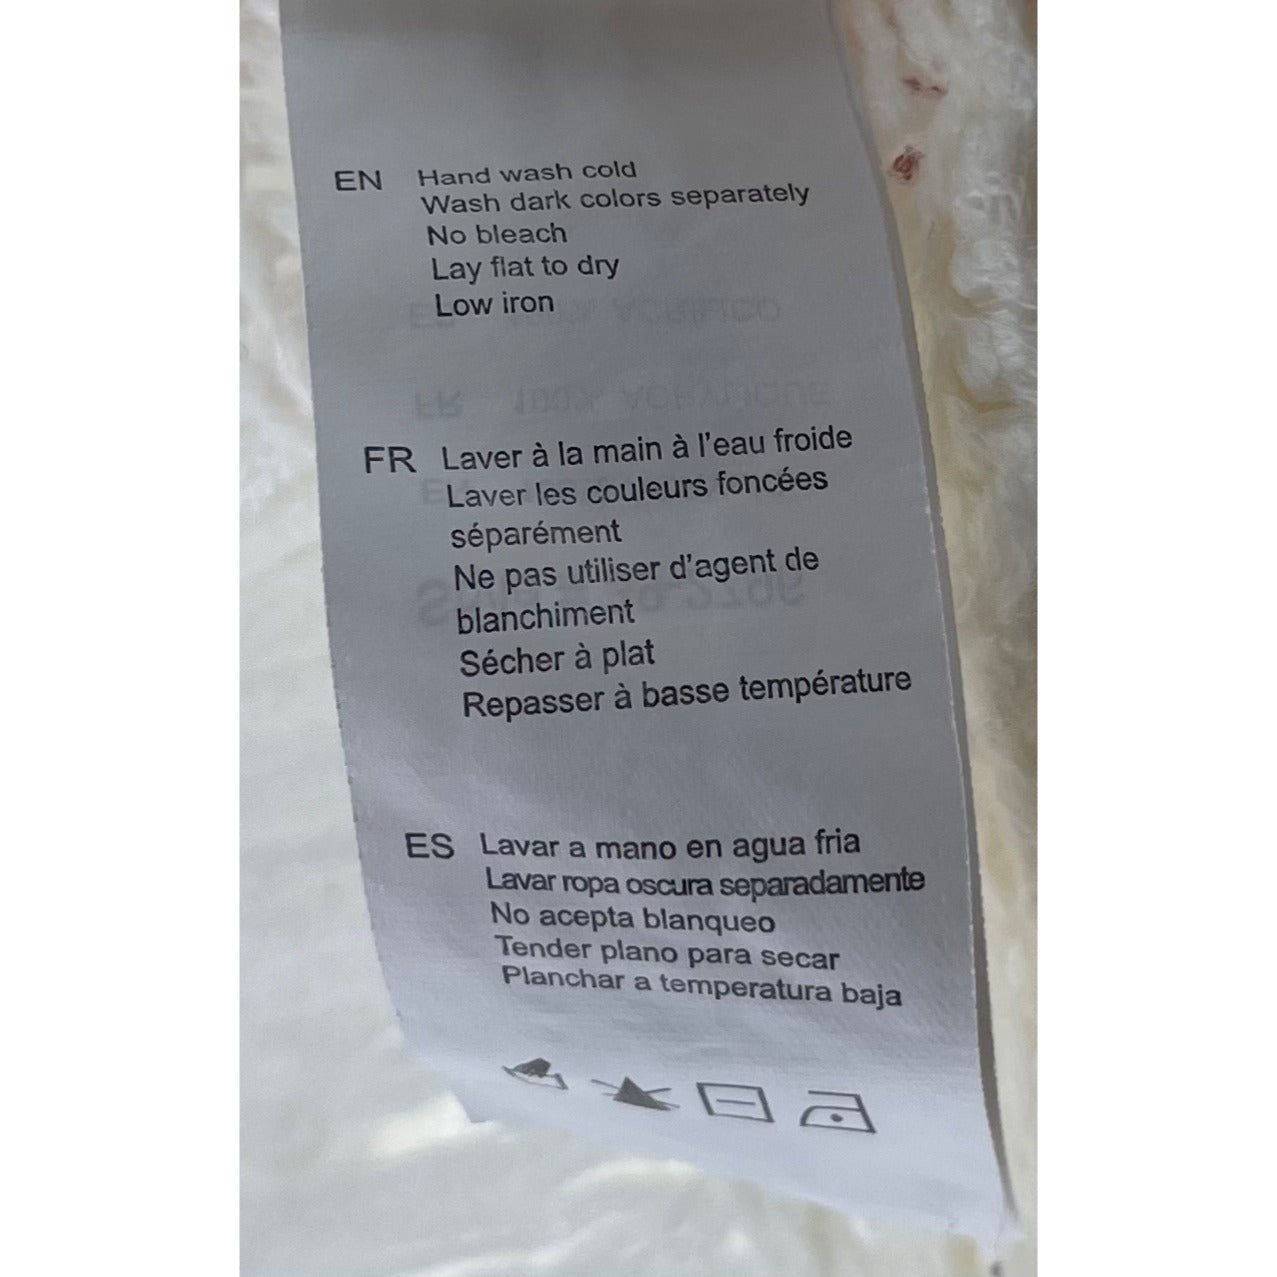 EN Hand wash cold
Wash dark colors separately
No bleach
Lay flat to dry
Low iron
FR Laver à la main à l'eau froide
Laver les couleurs foncées
séparément
Ne pas utiliser d'agent de
blanchiment
Sécher à plat
Repasser à basse température
ES Lavar a mano en agua fria
Lavar ropa oscura separadamente
No acepta blanqueo
Tender plano para secar
Planchar a temperatura baja